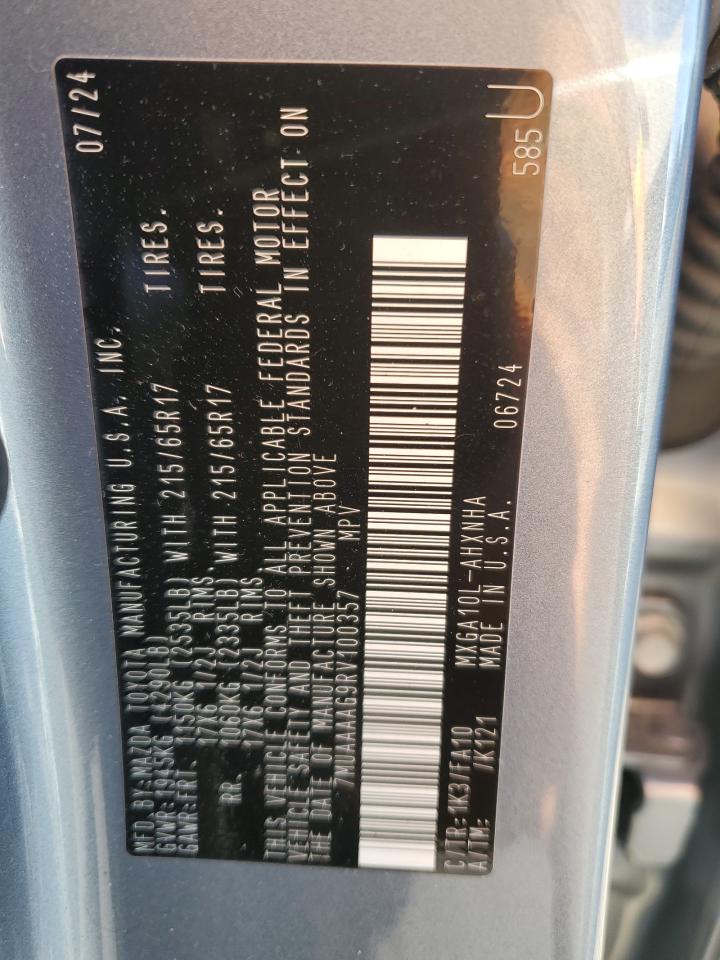 MFD. BY:MAZDA TOYOTA MANUFACTURING U.S.A. INC. 07/24
GVWR: 1945KG (4290LB)
GAWR:FRT. 1150KG (2535LB) WITH 215/65R17 TIRES.
17X6 1/2J RIMS
RR. 1060KG (2335LB) WITH 215/65R17 TIRES.
17X6 1/2J RIMS
THIS VEHICLE CONFORMS TO ALL APPLICABLE FEDERAL MOTOR
VEHICLE SAFETY AND THEFT PREVENTION STANDARDS IN EFFECT ON
THE DATE OF MANUFACTURE SHOWN ABOVE
7MUAAAAG9RV100357 MPV
C/TR: 1K3/FA10 MXGA10L-AHXNHA
A/TM: /K121 MADE IN U.S.A. 06724 585 U